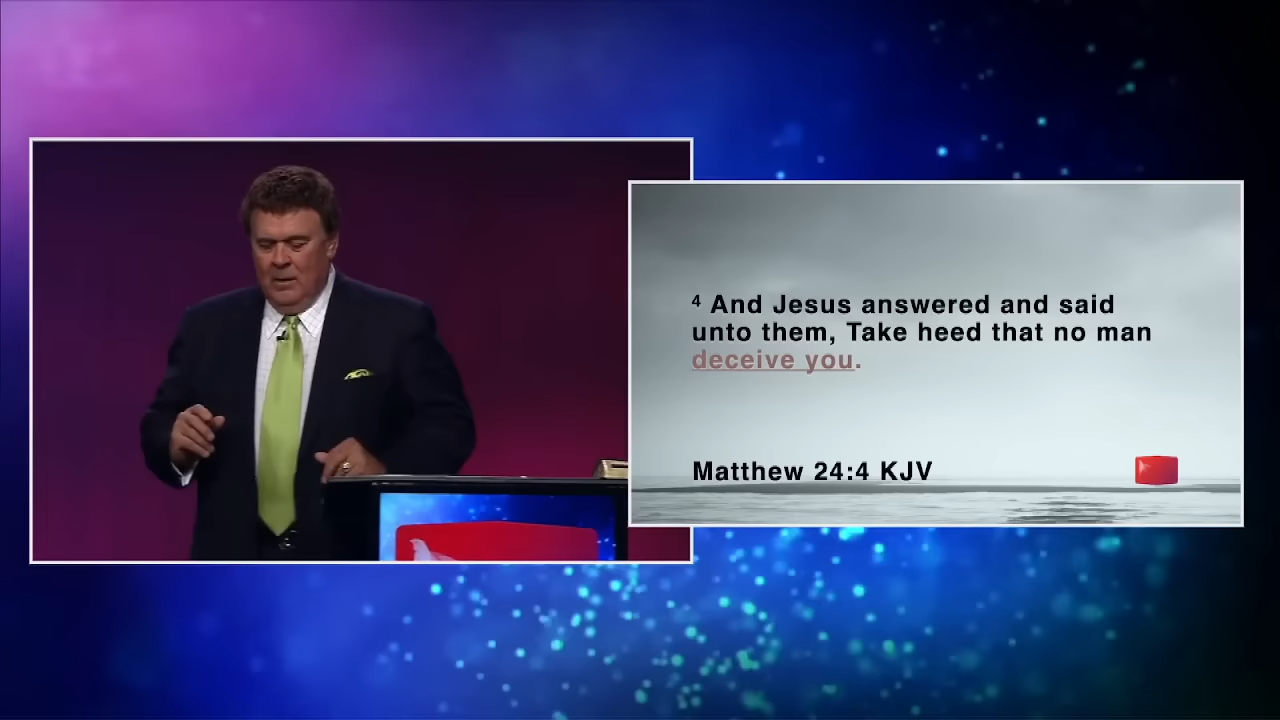 4 And Jesus answered and said
unto them, Take heed that no man
deceive you.
Matthew 24:4 KJV